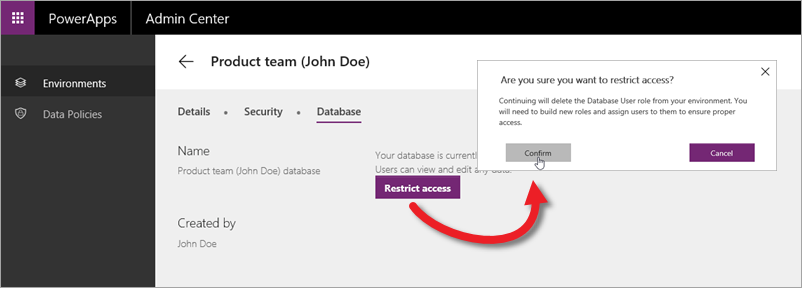 PowerApps Admin Center
Environments
Data Policies
Product team (John Doe)
Details • Security • Database
Name
Product team (John Doe) database
Your database is currently
Users can view and edit any data.
Restrict access
Created by
John Doe
Are you sure you want to restrict access?
Continuing will delete the Database User role from your environment. You
will need to build new roles and assign users to them to ensure proper
access.
Confirm
Cancel